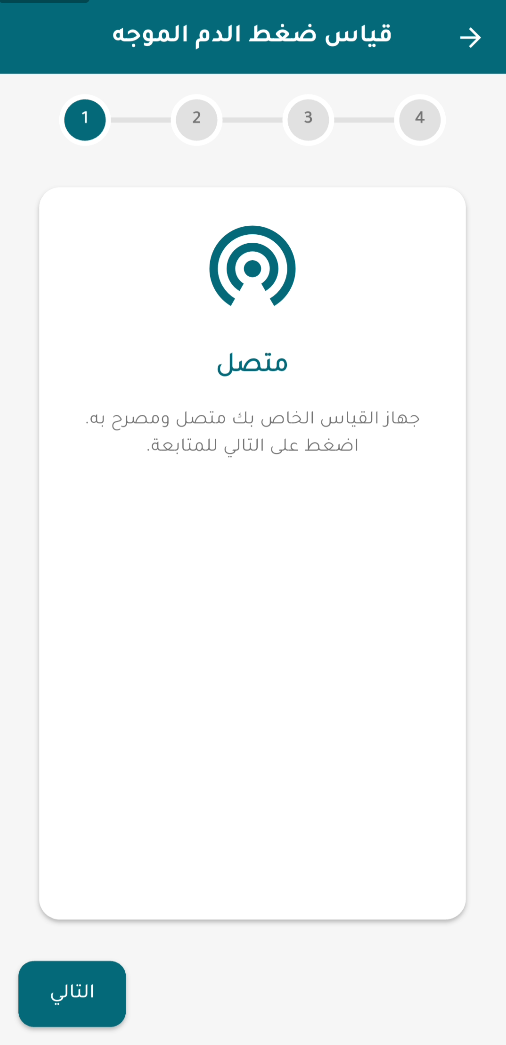 قياس ضغط الدم الموجه
1
2
3
4
متصل
جهاز القياس الخاص بك متصل ومصرح به.
اضغط على التالي للمتابعة.
التالي